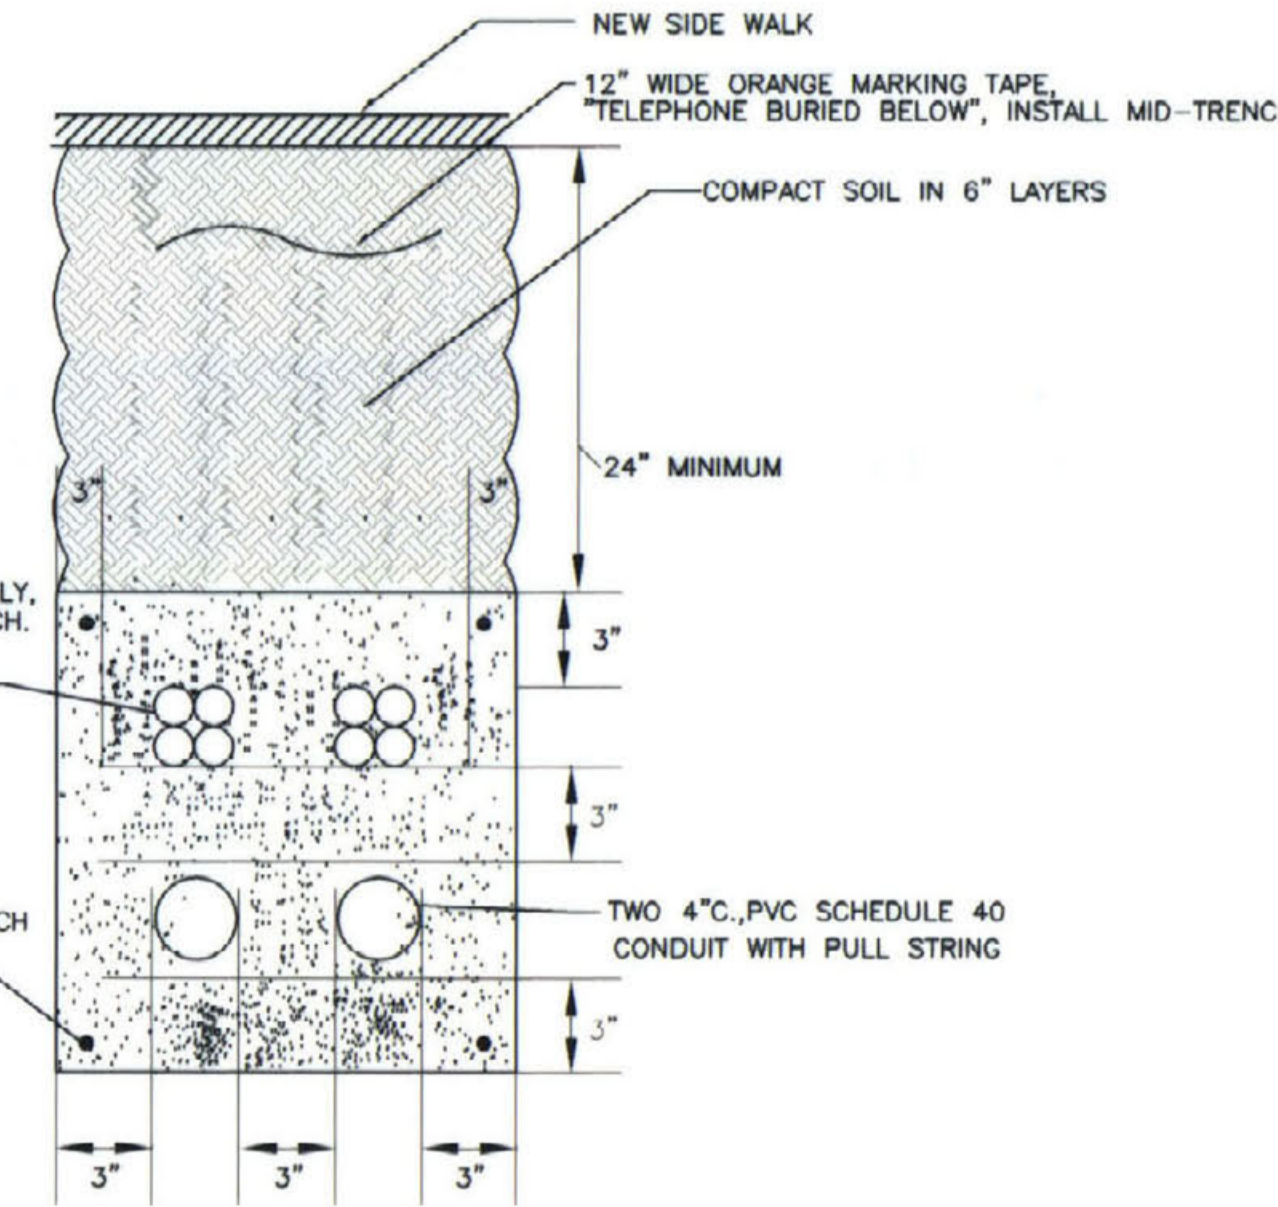 NEW SIDE WALK
12" WIDE ORANGE MARKING TAPE,
"TELEPHONE BURIED BELOW", INSTALL MID-TRENC
COMPACT SOIL IN 6" LAYERS
24" MINIMUM
3"
3"
LY,
CH.
3"
3"
CH
TWO 4"C.,PVC SCHEDULE 40
CONDUIT WITH PULL STRING
3"
3"
3"
3"